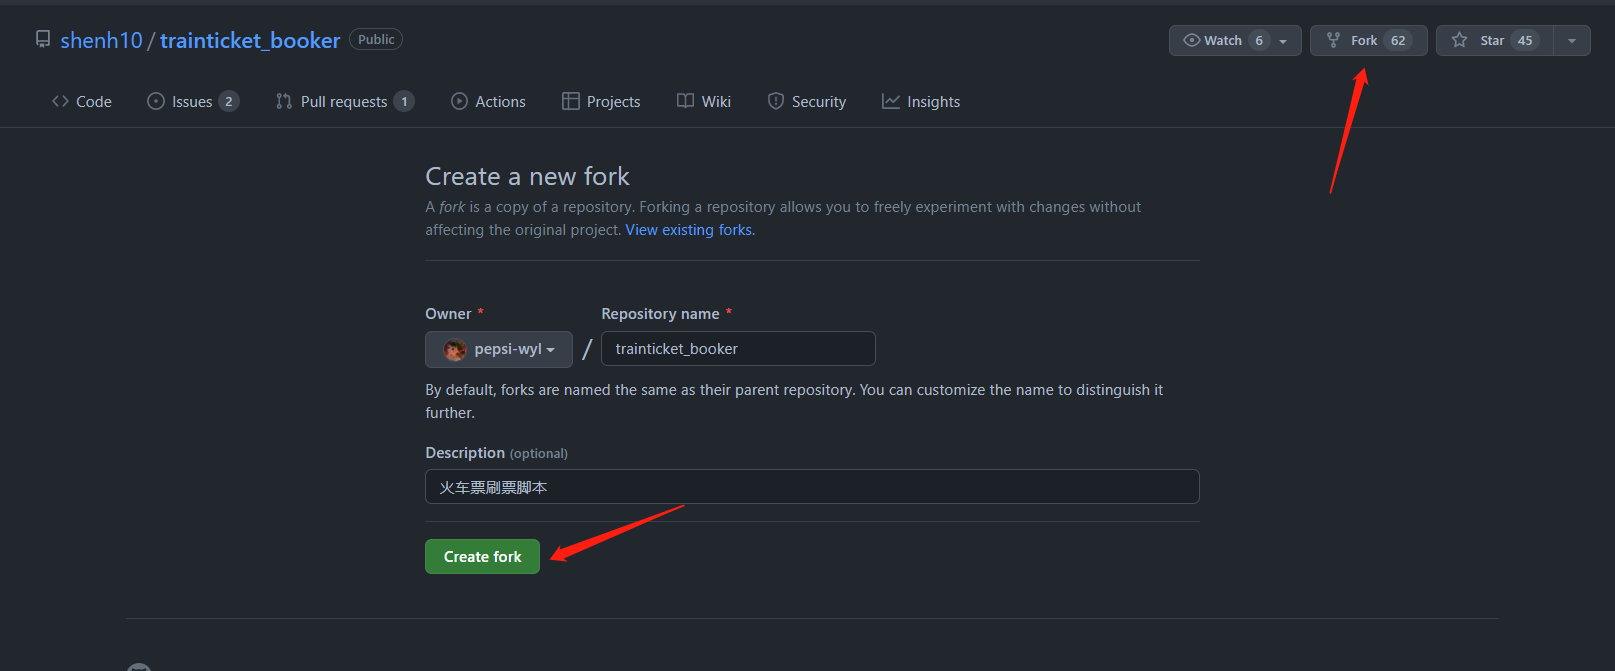 shenh10 / trainticket_booker Public
Watch 6 Fork 62 Star 45
Code Issues 2 Pull requests 1 Actions Projects Wiki Security Insights
Create a new fork
A fork is a copy of a repository. Forking a repository allows you to freely experiment with changes without
affecting the original project. View existing forks.
Owner * Repository name *
pepsi-wyl / trainticket_booker
By default, forks are named the same as their parent repository. You can customize the name to distinguish it
further.
Description (optional)
火车票刷票脚本
Create fork